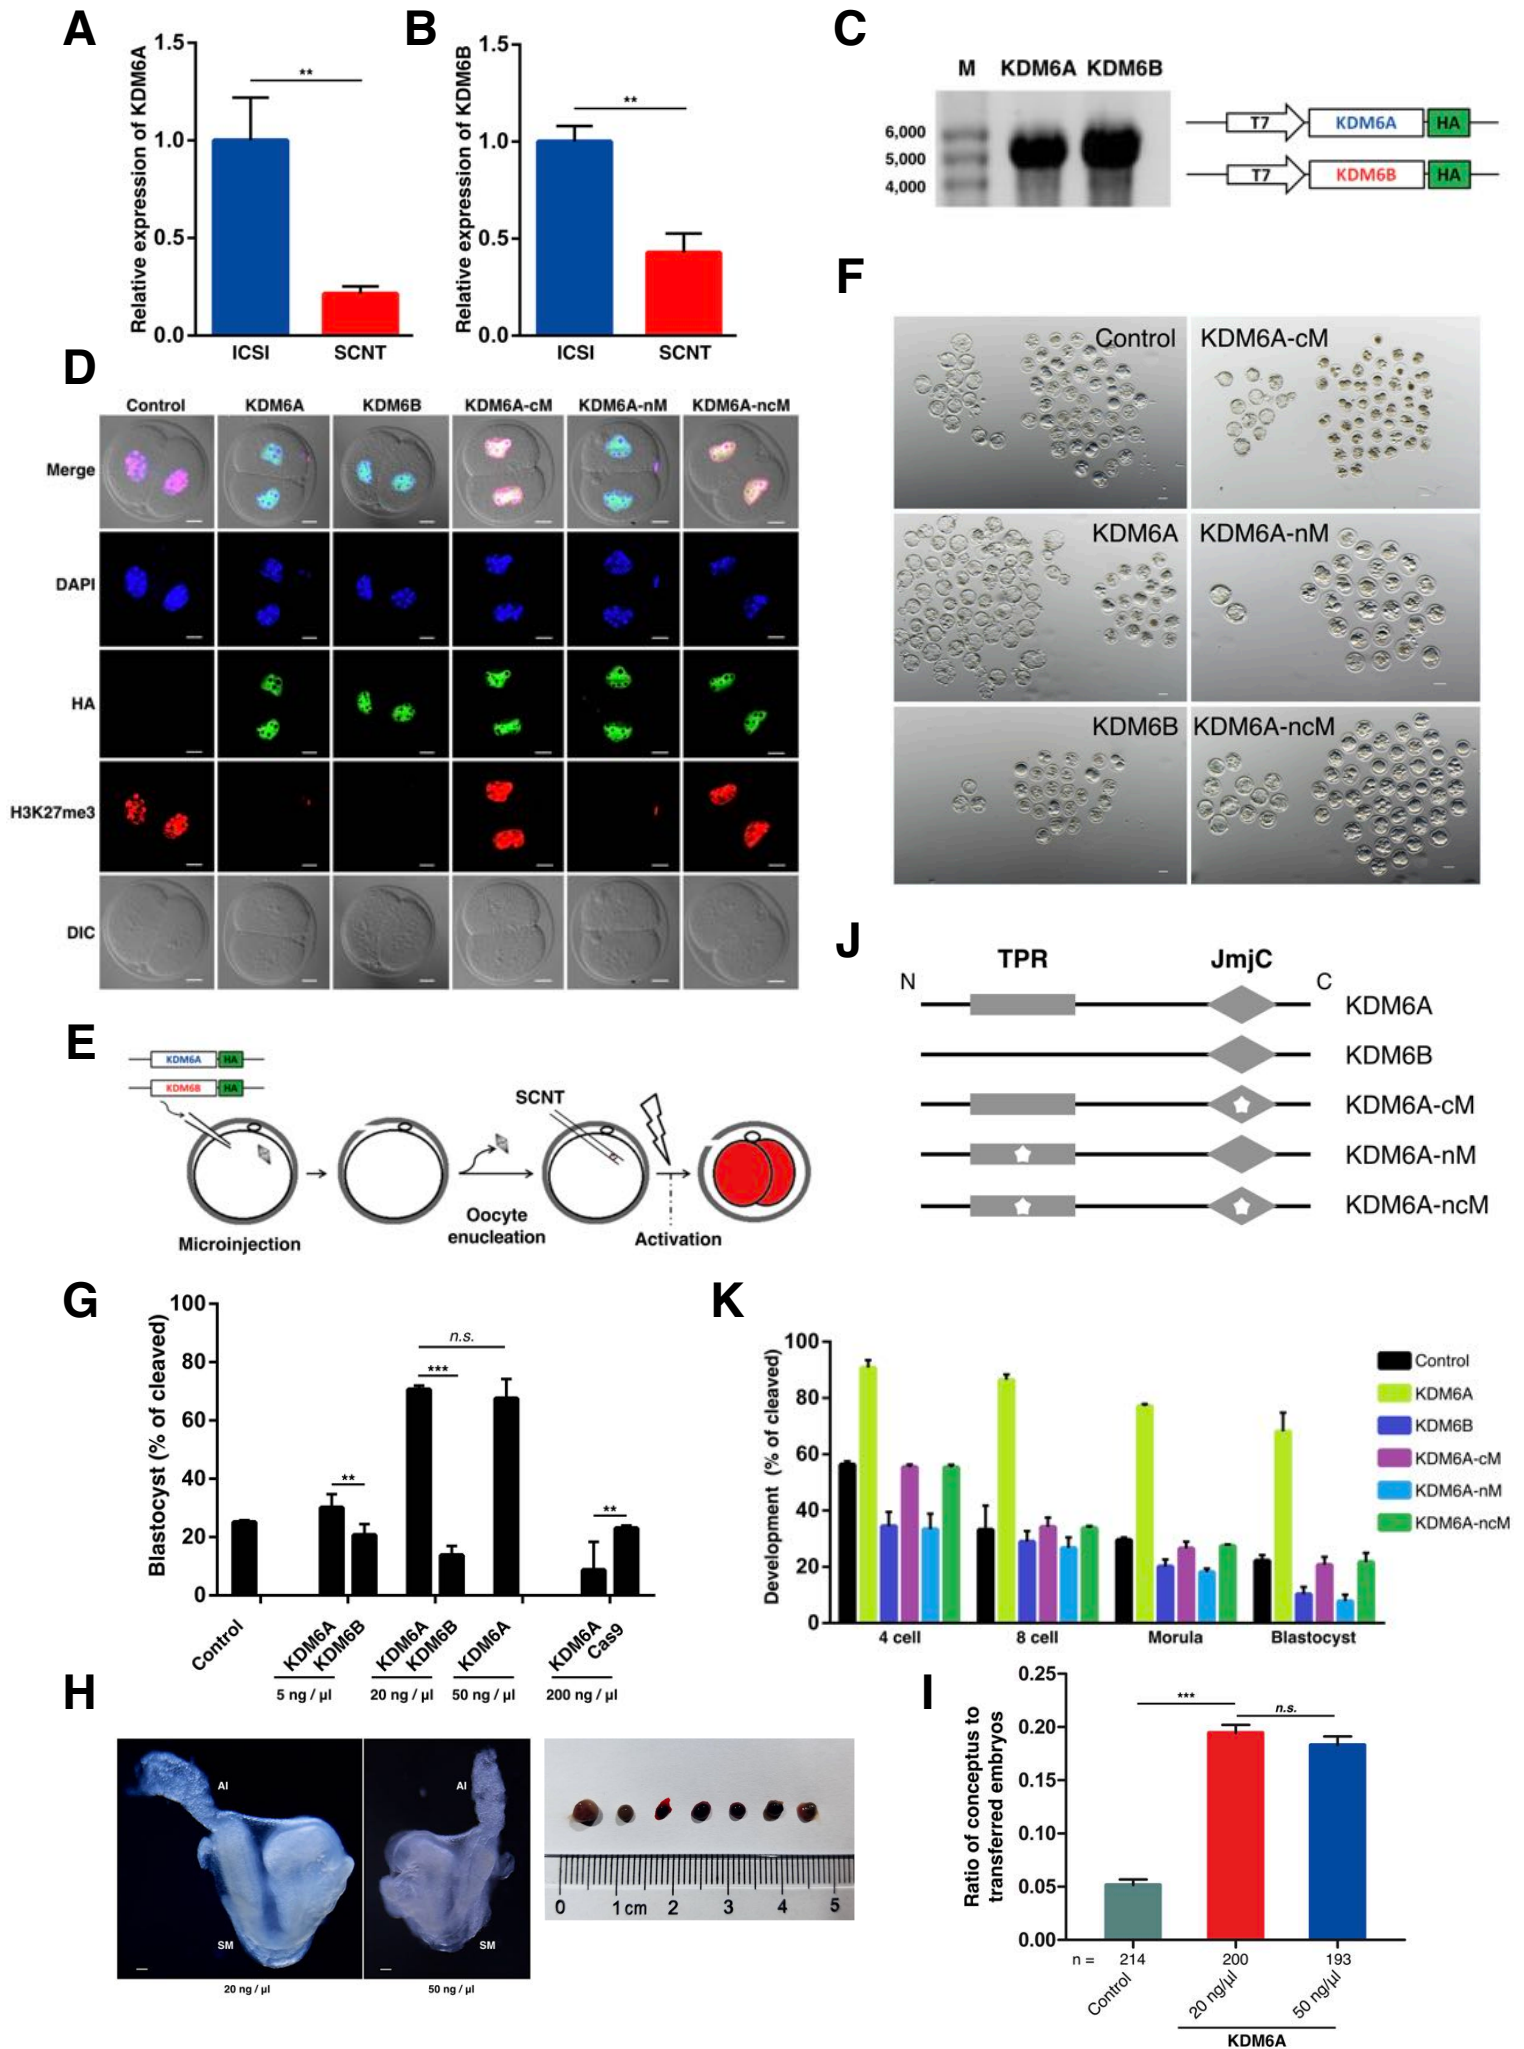 A
Relative expression of KDM6A
1.5
1.0
0.5
0.0
**
ICSI SCNT
B
Relative expression of KDM6B
1.5
1.0
0.5
0.0
**
ICSI SCNT
C
M KDM6A KDM6B
6,000
5,000
4,000
T7 KDM6A HA
T7 KDM6B HA
D
Control KDM6A KDM6B KDM6A-cM KDM6A-nM KDM6A-ncM
Merge
DAPI
HA
H3K27me3
DIC
E
KDM6A HA
KDM6B HA
SCNT
Microinjection
Oocyte
enucleation
Activation
F
Control KDM6A-cM
KDM6A KDM6A-nM
KDM6B KDM6A-ncM
J
TPR JmjC
N C
KDM6A
KDM6B
KDM6A-cM
KDM6A-nM
KDM6A-ncM
G
Blastocyst (% of cleaved)
100
80
60
40
20
0
**
***
n.s.
**
Control
KDM6A
KDM6B
KDM6A
KDM6B
KDM6A
KDM6A
Cas9
5 ng / µl 20 ng / µl 50 ng / µl 200 ng / µl
K
Development (% of cleaved)
100
80
60
40
20
0
4 cell 8 cell Morula Blastocyst
Control
KDM6A
KDM6B
KDM6A-cM
KDM6A-nM
KDM6A-ncM
H
Al
SM
20 ng / µl
Al
SM
50 ng / µl
0 1cm 2 3 4 5
I
Ratio of conceptus to
transferred embryos
0.25
0.20
0.15
0.10
0.05
0.00
***
n.s.
n = 214 200 193
Control
20 ng/µl
50 ng/µl
KDM6A